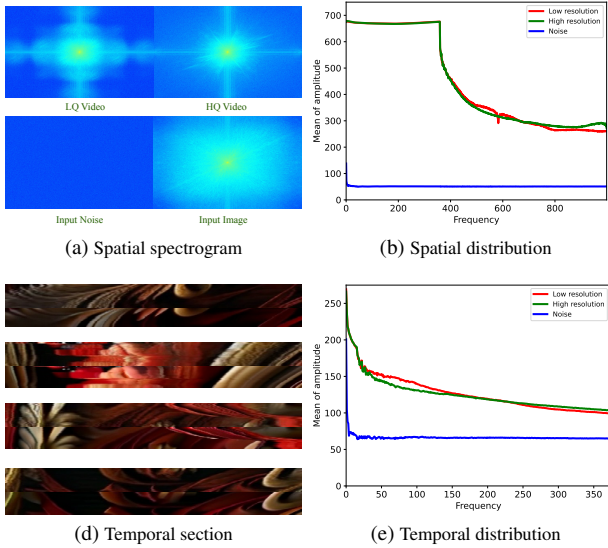 LQ Video
HQ Video
Input Noise
Input Image
(a) Spatial spectrogram
700
600
500
400
300
200
100
0
Mean of amplitude
0
200
400
600
800
Frequency
Low resolution
High resolution
Noise
(b) Spatial distribution
(d) Temporal section
250
200
150
100
50
0
Mean of amplitude
0
50
100
150
200
250
300
350
Frequency
Low resolution
High resolution
Noise
(e) Temporal distribution